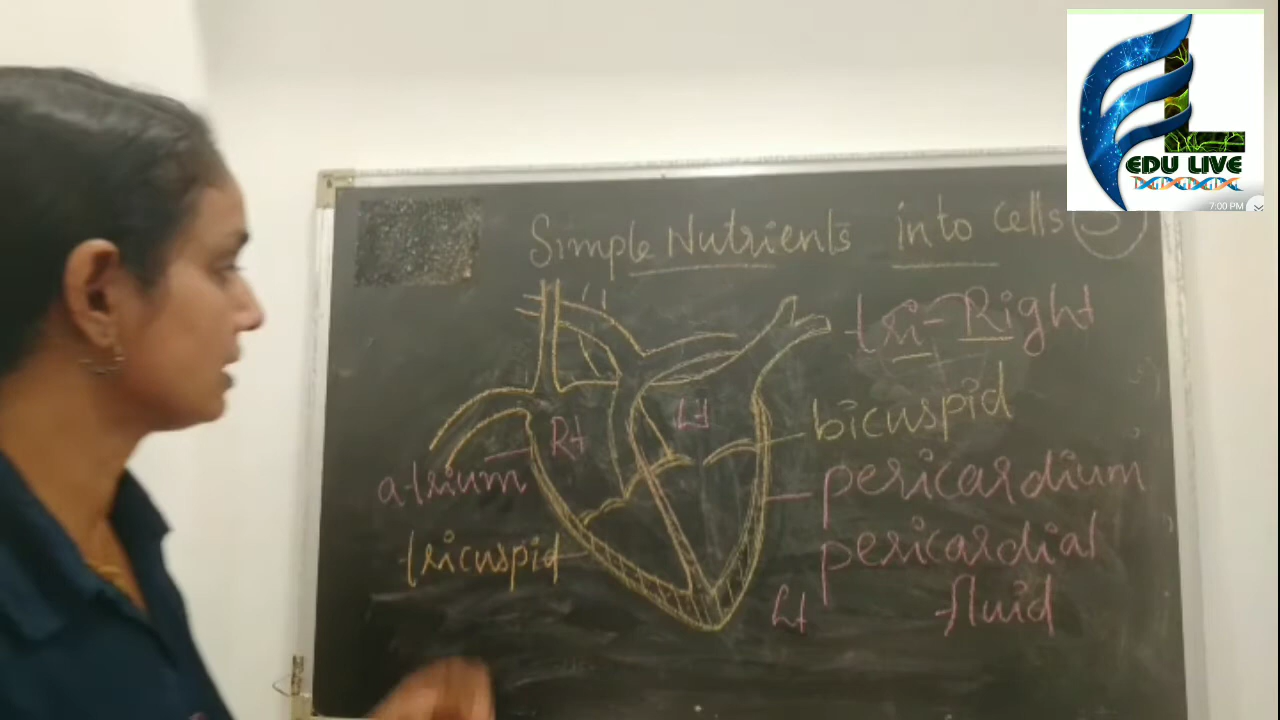 EDU LIVE
7:00 PM
Simple Nutrients into cells
tri-Right
Rt
Lt
bicuspid
atrium
pericardium
tricuspid
pericardial
fluid
Lt